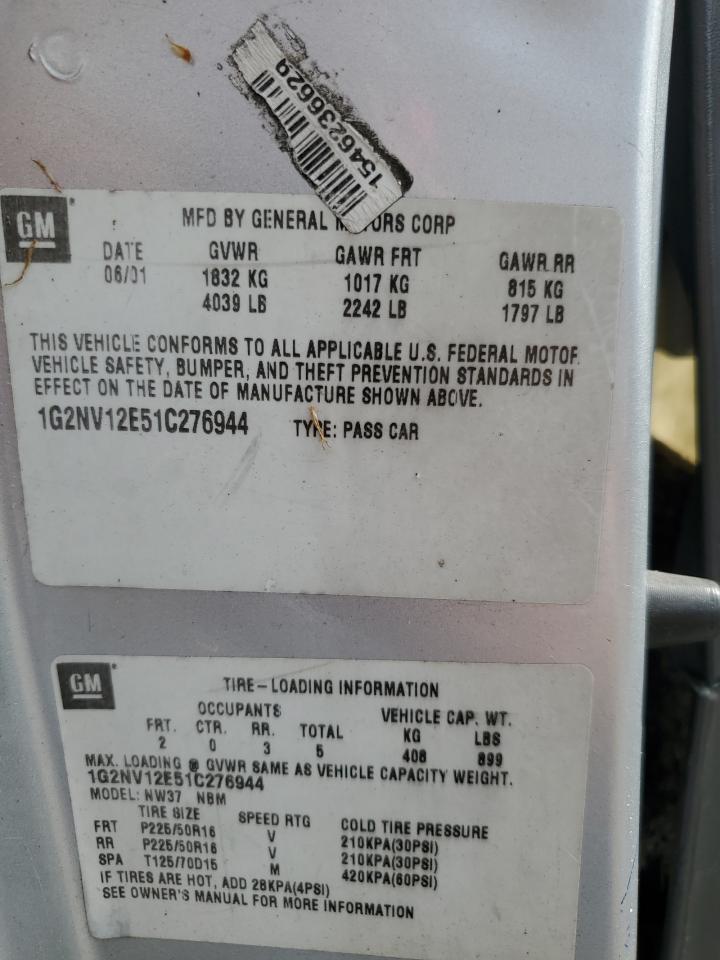 1546236629
GM
MFD BY GENERAL MOTORS CORP
DATE GVWR GAWR FRT GAWR RR
06/01 1832 KG 1017 KG 815 KG
4039 LB 2242 LB 1797 LB
THIS VEHICLE CONFORMS TO ALL APPLICABLE U.S. FEDERAL MOTOR
VEHICLE SAFETY, BUMPER, AND THEFT PREVENTION STANDARDS IN
EFFECT ON THE DATE OF MANUFACTURE SHOWN ABOVE.
1G2NV12E51C276944 TYPE: PASS CAR
GM
TIRE-LOADING INFORMATION
OCCUPANTS VEHICLE CAP. WT.
FRT. CTR. RR. TOTAL KG LBS
2 0 3 5 408 899
MAX. LOADING @ GVWR SAME AS VEHICLE CAPACITY WEIGHT.
1G2NV12E51C276944
MODEL: NW37 NBM
TIRE SIZE SPEED RTG COLD TIRE PRESSURE
FRT P225/50R16 V 210KPA(30PSI)
RR P225/50R16 V 210KPA(30PSI)
SPA T125/70D15 M 420KPA(60PSI)
IF TIRES ARE HOT, ADD 28KPA(4PSI)
SEE OWNER'S MANUAL FOR MORE INFORMATION